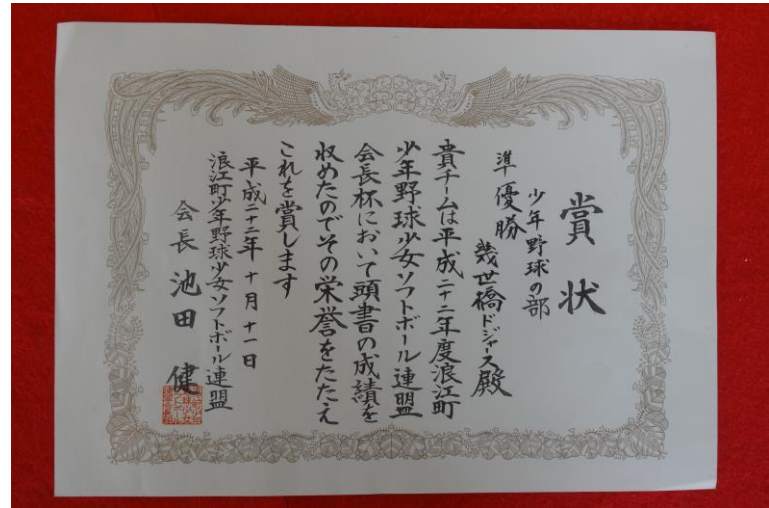 賞状
少年野球の部
準優勝
幾世橋ドジャース殿
貴チームは平成二十二年度浪江町
少年野球少女ソフトボール連盟
会長杯において頭書の成績を
収めたのでその栄誉をたたえ
これを賞します
平成二十二年十月十一日
浪江町少年野球少女ソフトボール連盟
会長 池田 健